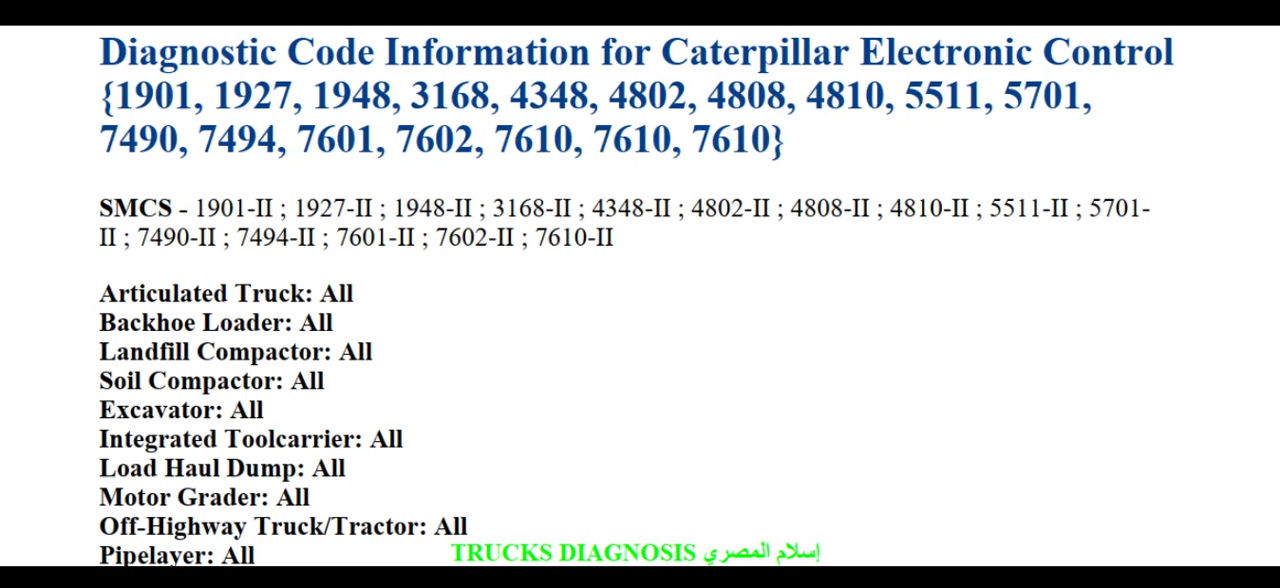 Diagnostic Code Information for Caterpillar Electronic Control
{1901, 1927, 1948, 3168, 4348, 4802, 4808, 4810, 5511, 5701,
7490, 7494, 7601, 7602, 7610, 7610, 7610}
SMCS - 1901-II ; 1927-II ; 1948-II ; 3168-II ; 4348-II ; 4802-II ; 4808-II ; 4810-II ; 5511-II ; 5701-
II ; 7490-II ; 7494-II ; 7601-II ; 7602-II ; 7610-II
Articulated Truck: All
Backhoe Loader: All
Landfill Compactor: All
Soil Compactor: All
Excavator: All
Integrated Toolcarrier: All
Load Haul Dump: All
Motor Grader: All
Off-Highway Truck/Tractor: All
Pipelayer: All
TRUCKS DIAGNOSIS إسلام المصري